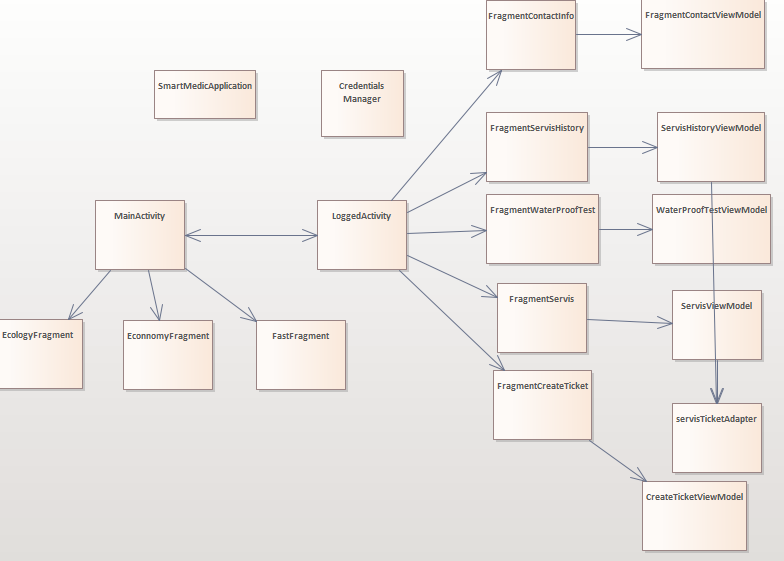 FragmentContactInfo
FragmentContactViewModel
SmartMedicApplication
Credentials
Manager
FragmentServisHistory
ServisHistoryViewModel
MainActivity
LoggedActivity
FragmentWaterProofTest
WaterProofTestViewModel
FragmentServis
ServisViewModel
EcologyFragment
EconnomyFragment
FastFragment
FragmentCreateTicket
servisTicketAdapter
CreateTicketViewModel